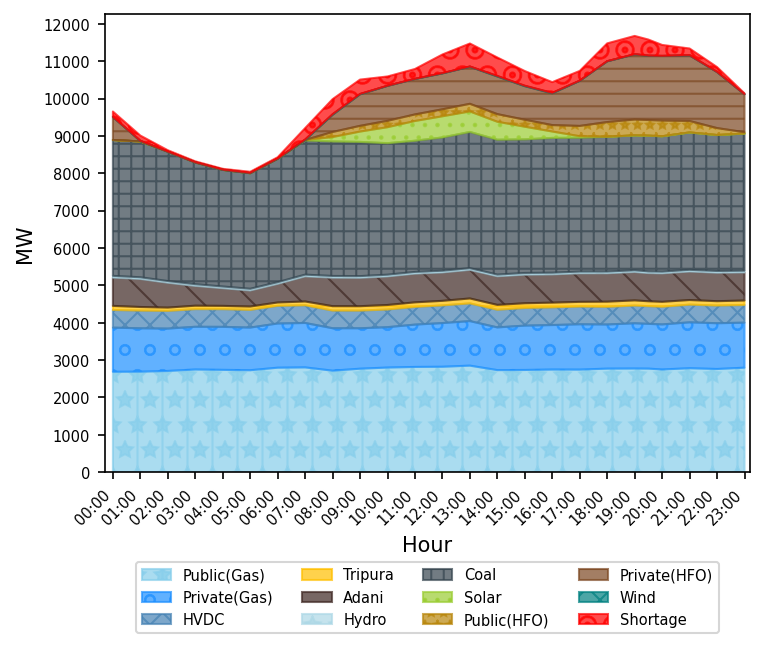 12000
11000
10000
9000
8000
7000
6000
5000
4000
3000
2000
1000
0
MW
00:00 01:00 02:00 03:00 04:00 05:00 06:00 07:00 08:00 09:00 10:00 11:00 12:00 13:00 14:00 15:00 16:00 17:00 18:00 19:00 20:00 21:00 22:00 23:00
Hour
Public(Gas) Tripura Coal Private(HFO)
Private(Gas) Adani Solar Wind
HVDC Hydro Public(HFO) Shortage